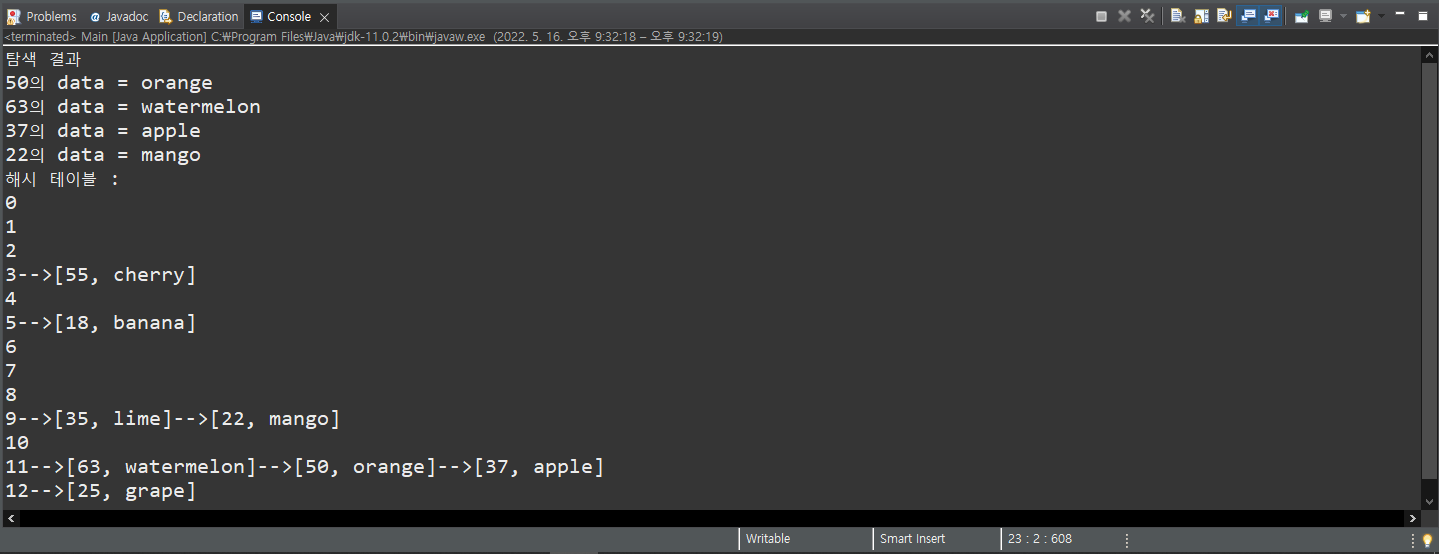 Problems Javadoc Declaration Console
<terminated> Main [Java Application] C:₩Program Files₩Java₩jdk-11.0.2₩bin₩javaw.exe (2022. 5. 16. 오후 9:32:18 – 오후 9:32:19)
탐색 결과
50의 data = orange
63의 data = watermelon
37의 data = apple
22의 data = mango
해시 테이블 :
0
1
2
3-->[55, cherry]
4
5-->[18, banana]
6
7
8
9-->[35, lime]-->[22, mango]
10
11-->[63, watermelon]-->[50, orange]-->[37, apple]
12-->[25, grape]
Writable Smart Insert 23 : 2 : 608